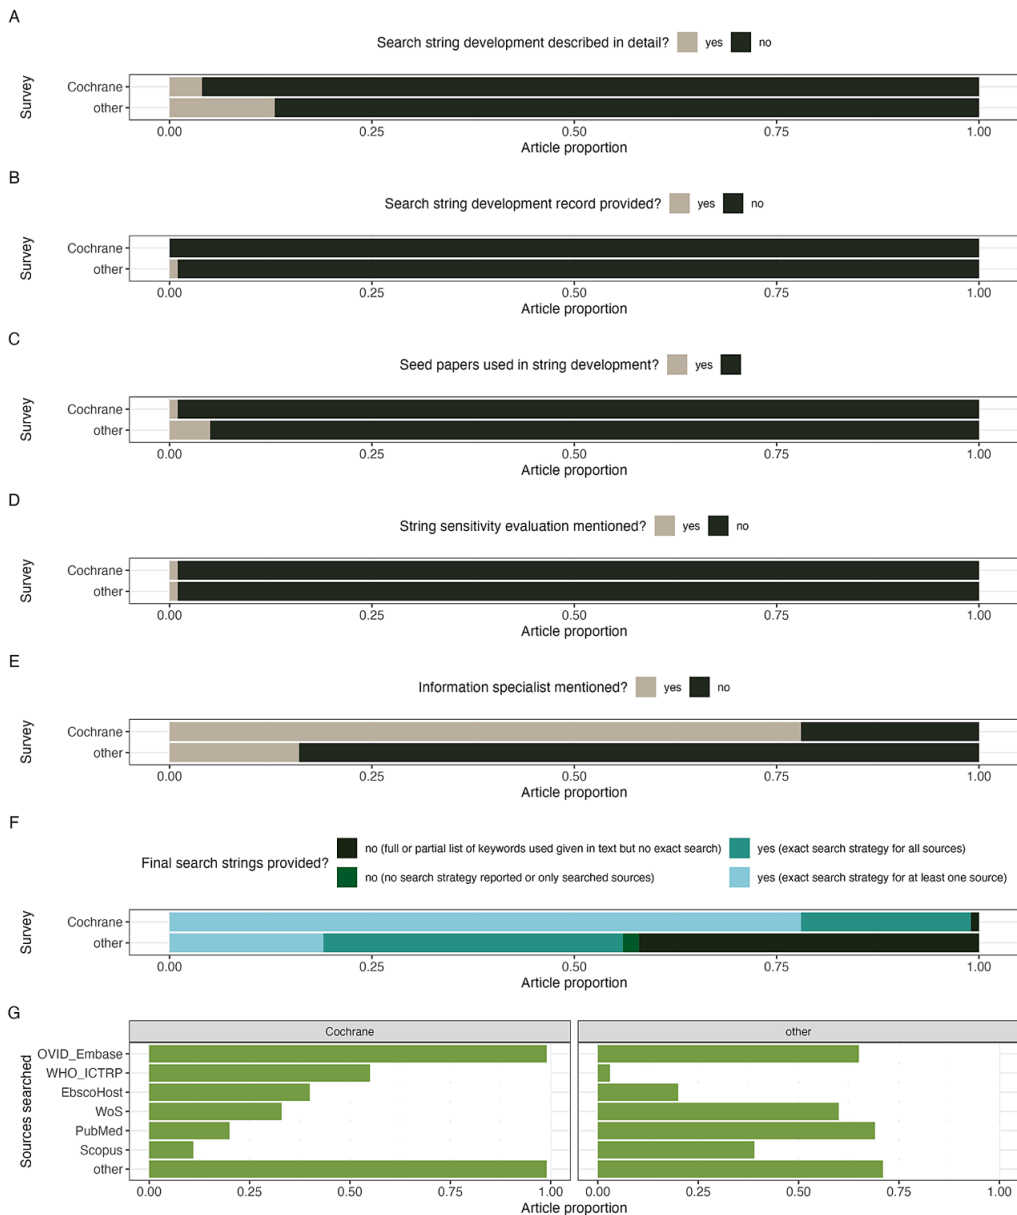 A
Search string development described in detail? yes no
Survey
Cochrane
other
0.00 0.25 0.50 0.75 1.00
Article proportion
B
Search string development record provided? yes no
Survey
Cochrane
other
0.00 0.25 0.50 0.75 1.00
Article proportion
C
Seed papers used in string development? yes
Survey
Cochrane
other
0.00 0.25 0.50 0.75 1.00
Article proportion
D
String sensitivity evaluation mentioned? yes no
Survey
Cochrane
other
0.00 0.25 0.50 0.75 1.00
Article proportion
E
Information specialist mentioned? yes no
Survey
Cochrane
other
0.00 0.25 0.50 0.75 1.00
Article proportion
F
Final search strings provided?
no (full or partial list of keywords used given in text but no exact search) yes (exact search strategy for all sources)
no (no search strategy reported or only searched sources) yes (exact search strategy for at least one source)
Survey
Cochrane
other
0.00 0.25 0.50 0.75 1.00
Article proportion
G
Cochrane other
Sources searched
OVID_Embase
WHO_ICTRP
EbscoHost
WoS
PubMed
Scopus
other
0.00 0.25 0.50 0.75 1.00 0.00 0.25 0.50 0.75 1.00
Article proportion